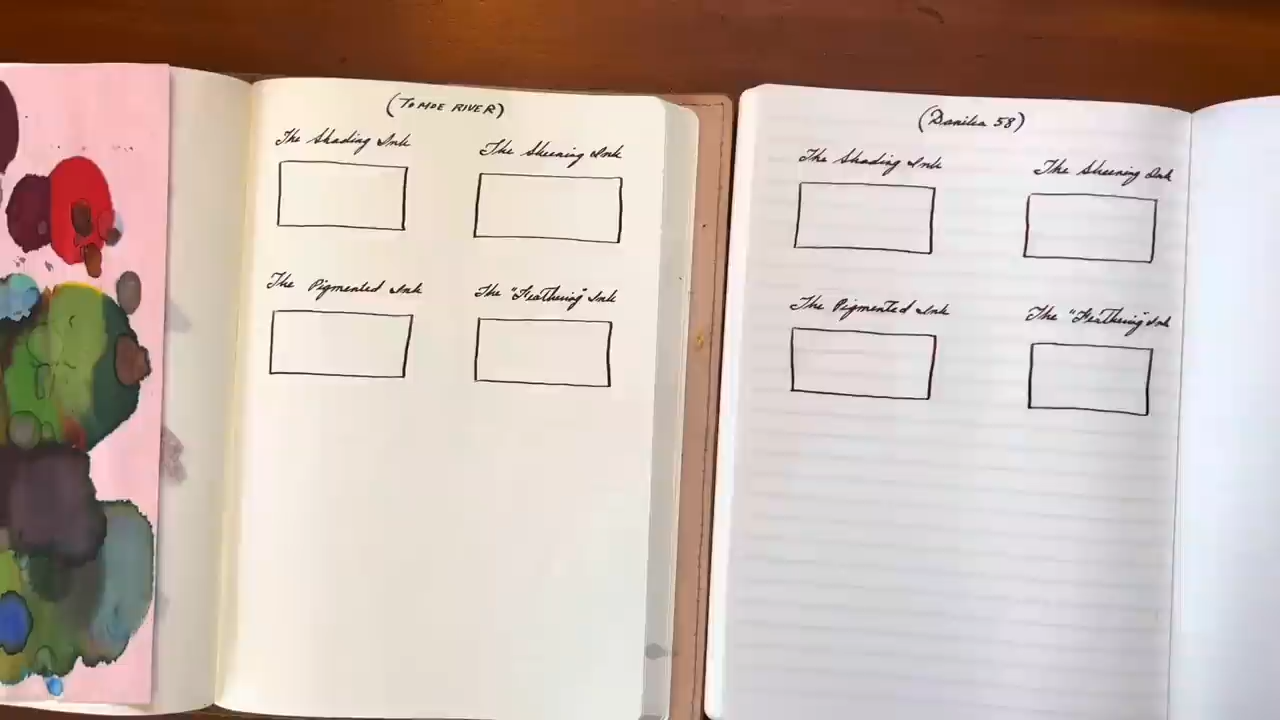 (TOMOE RIVER)
The Shading Ink
The Sheening Ink
The Pigmented Ink
The "Feathering" Ink
(Danilea 58)
The Shading Ink
The Sheening Ink
The Pigmented Ink
The "Feathering" Ink